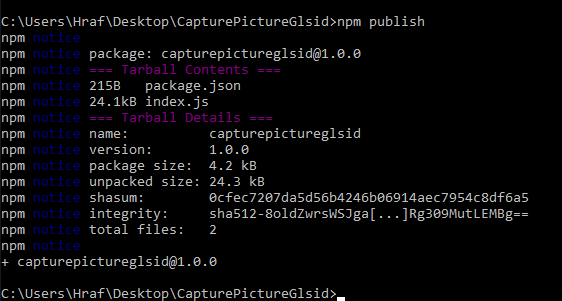 C:\Users\Hraf\Desktop\CapturePictureGlsid>npm publish
npm notice
npm notice package: capturepictureglsid@1.0.0
npm notice === Tarball Contents ===
npm notice 215B   package.json
npm notice 24.1kB index.js
npm notice === Tarball Details ===
npm notice name:          capturepictureglsid
npm notice version:       1.0.0
npm notice package size:  4.2 kB
npm notice unpacked size: 24.3 kB
npm notice shasum:        0cfec7207da5d56b4246b06914aec7954c8df6a5
npm notice integrity:     sha512-8oldZwrsWSJga[...]Rg309MutLEMBg==
npm notice total files:   2
npm notice
+ capturepictureglsid@1.0.0
C:\Users\Hraf\Desktop\CapturePictureGlsid>